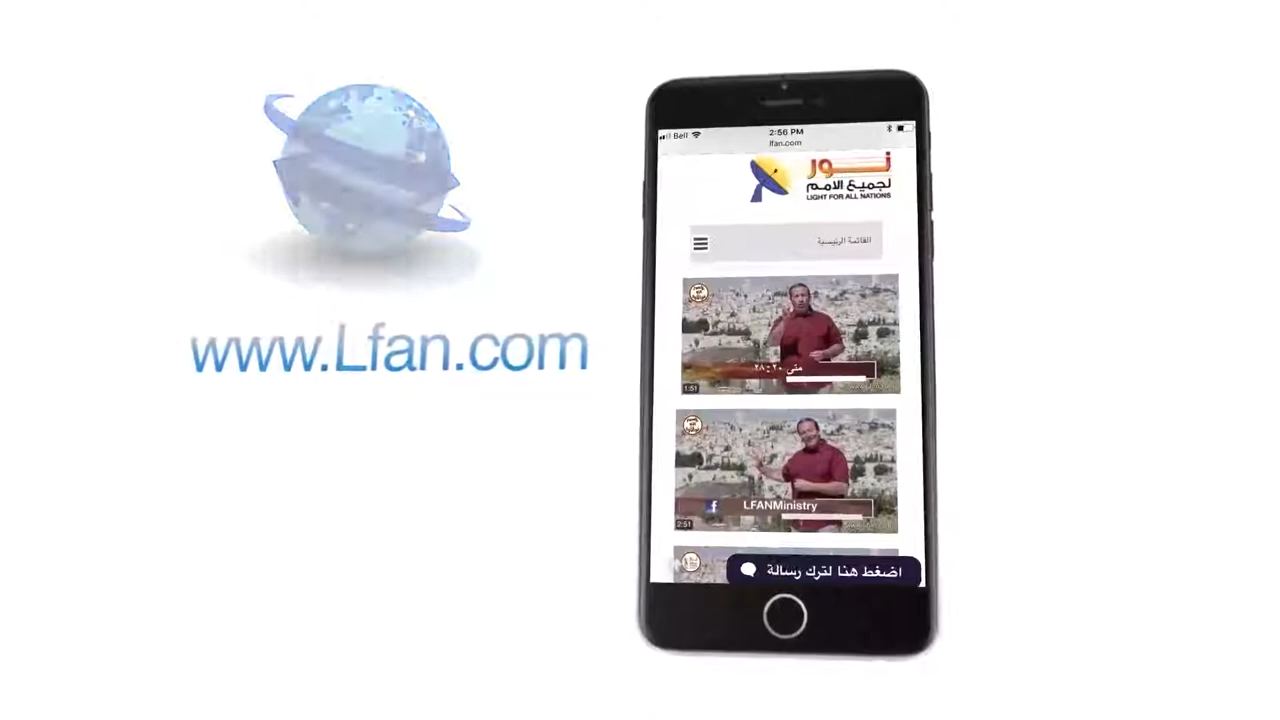 www.Lfan.com
Bell
2:56 PM
lfan.com
نور
لجميع الامم
LIGHT FOR ALL NATIONS
القائمة الرئيسية
متى ٢٠ : ٢٨
1:51
LFANMinistry
2:51
اضغط هنا لترك رسالة